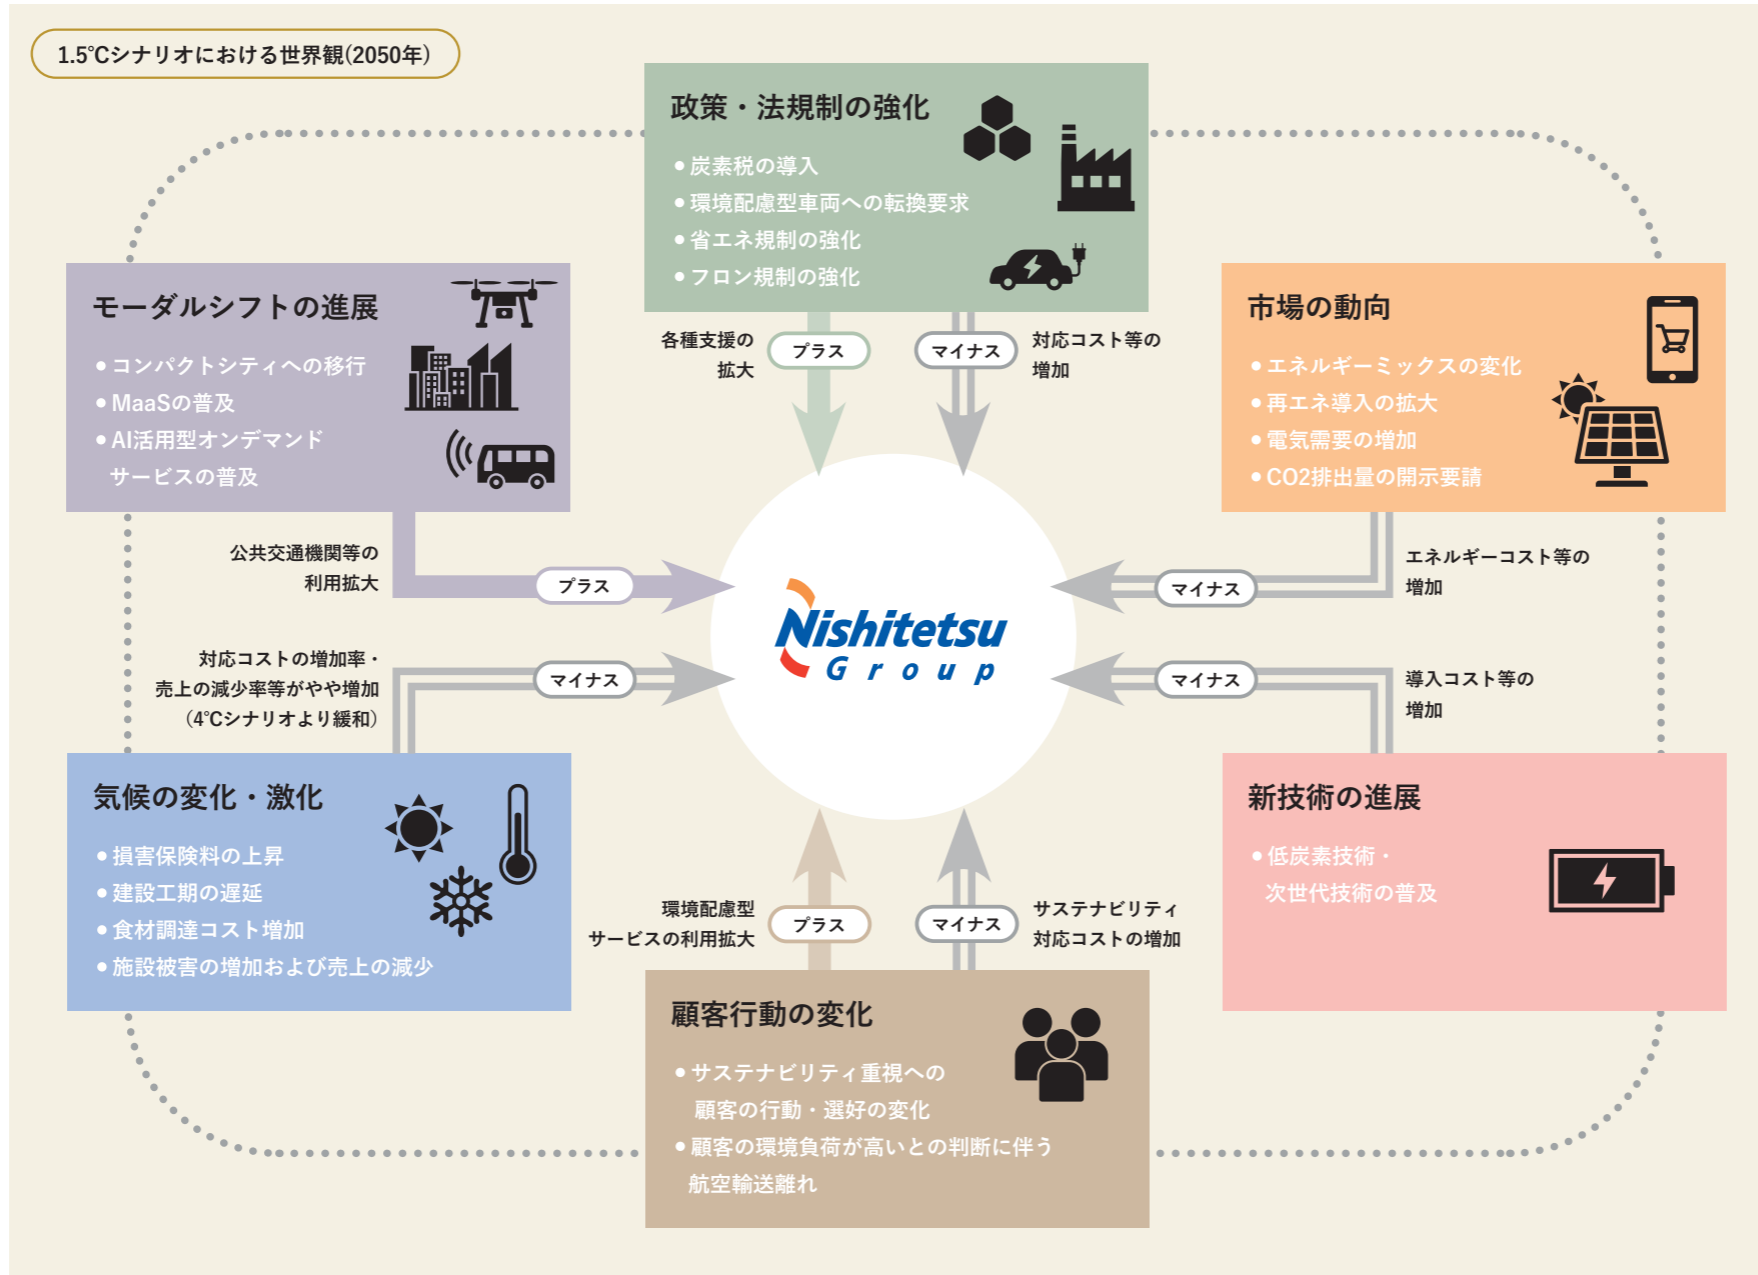 1.5℃シナリオにおける世界観(2050年)
政策・法規制の強化
●炭素税の導入
●環境配慮型車両への転換要求
●省エネ規制の強化
●フロン規制の強化
各種支援の
拡大
プラス
マイナス
対応コスト等の
増加
モーダルシフトの進展
●コンパクトシティへの移行
●MaaSの普及
●AI活用型オンデマンド
サービスの普及
公共交通機関等の
利用拡大
プラス
市場の動向
●エネルギーミックスの変化
●再エネ導入の拡大
●電気需要の増加
●CO2排出量の開示要請
マイナス
エネルギーコスト等の
増加
Nishitetsu
Group
対応コストの増加率・
売上の減少率等がやや増加
（4℃シナリオより緩和）
マイナス
気候の変化・激化
●損害保険料の上昇
●建設工期の遅延
●食材調達コスト増加
●施設被害の増加および売上の減少
マイナス
導入コスト等の
増加
新技術の進展
●低炭素技術・
次世代技術の普及
環境配慮型
サービスの利用拡大
プラス
マイナス
サステナビリティ
対応コストの増加
顧客行動の変化
●サステナビリティ重視への
顧客の行動・選好の変化
●顧客の環境負荷が高いとの判断に伴う
航空輸送離れ